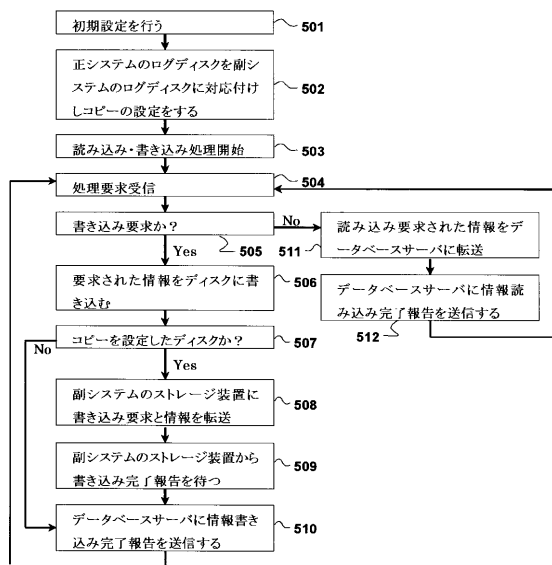 初期設定を行う
501
正システムのログディスクを副シ
ステムのログディスクに対応付け
しコピーの設定をする
502
読み込み・書き込み処理開始
503
処理要求受信
504
書き込み要求か?
No
Yes
505
読み込み要求された情報をデ
ータベースサーバに転送
511
要求された情報をディスクに書
き込む
506
データベースサーバに情報読
み込み完了報告を送信する
512
コピーを設定したディスクか?
507
No
Yes
副システムのストレージ装置に
書き込み要求と情報を転送
508
副システムのストレージ装置から
書き込み完了報告を待つ
509
データベースサーバに情報書き
込み完了報告を送信する
510